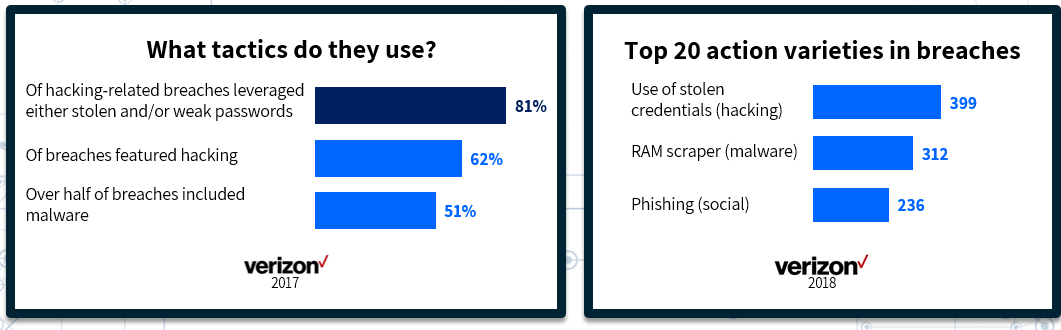 What tactics do they use?
Of hacking-related breaches leveraged
either stolen and/or weak passwords
81%
Of breaches featured hacking
62%
Over half of breaches included
malware
51%
verizon✓
2017
Top 20 action varieties in breaches
Use of stolen
credentials (hacking)
399
RAM scraper (malware)
312
Phishing (social)
236
verizon✓
2018